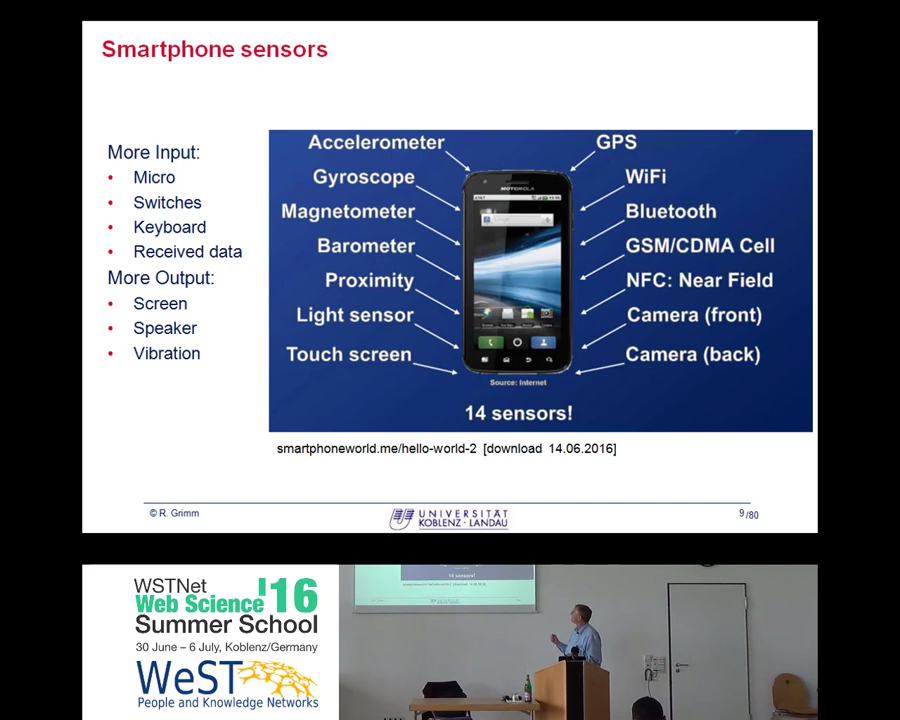 Smartphone sensors
More Input:
• Micro
• Switches
• Keyboard
• Received data
More Output:
• Screen
• Speaker
• Vibration
Accelerometer
Gyroscope
Magnetometer
Barometer
Proximity
Light sensor
Touch screen
MOTOROLA
GPS
WiFi
Bluetooth
GSM/CDMA Cell
NFC: Near Field
Camera (front)
Camera (back)
Source: Internet
14 sensors!
smartphoneworld.me/hello-world-2 [download 14.06.2016]
© R. Grimm
UNIVERSITÄT
KOBLENZ · LANDAU
9/80
WSTNet
Web Science '16
Summer School
30 June – 6 July, Koblenz/Germany
WeST
People and Knowledge Networks
14 sensors!